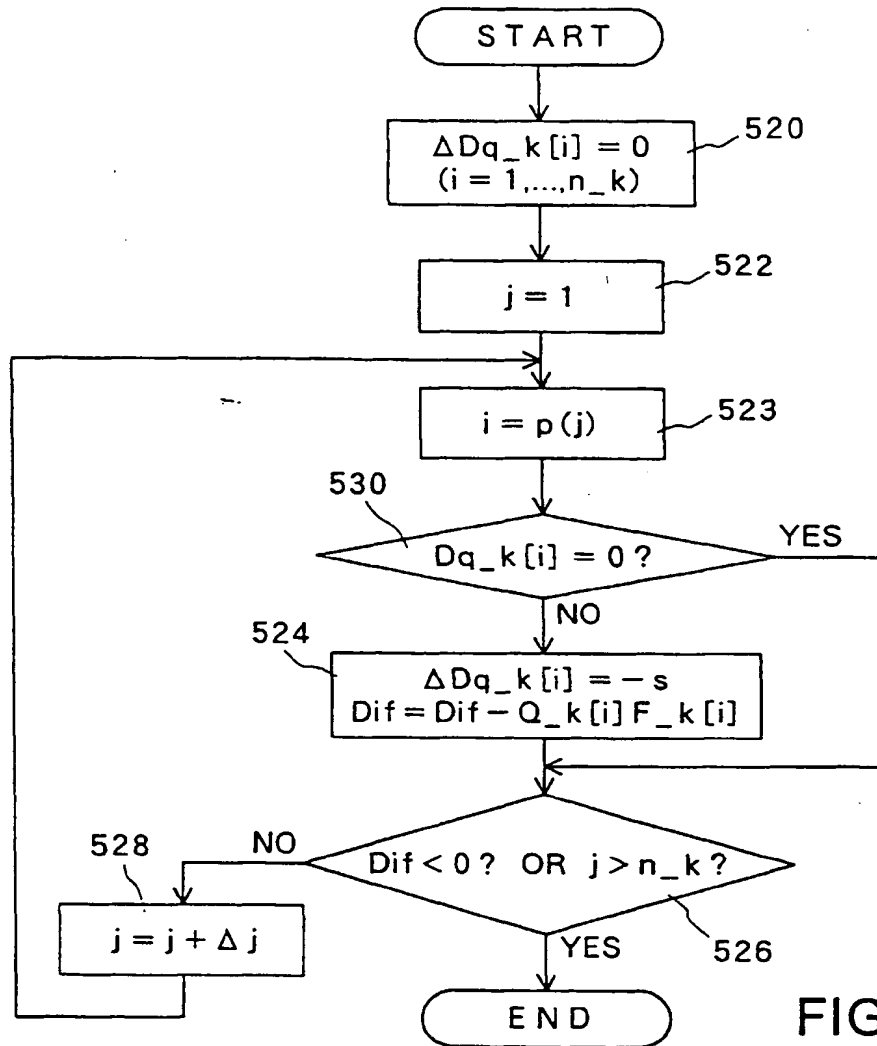 START
520
ΔDq_k[i] = 0
(i = 1,...,n_k)
522
j = 1
523
i = p(j)
530
Dq_k[i] = 0?
YES
NO
524
ΔDq_k[i] = -s
Dif = Dif - Q_k[i] F_k[i]
NO
528
Dif < 0? OR j > n_k?
j = j + Δj
526
YES
END
FIG